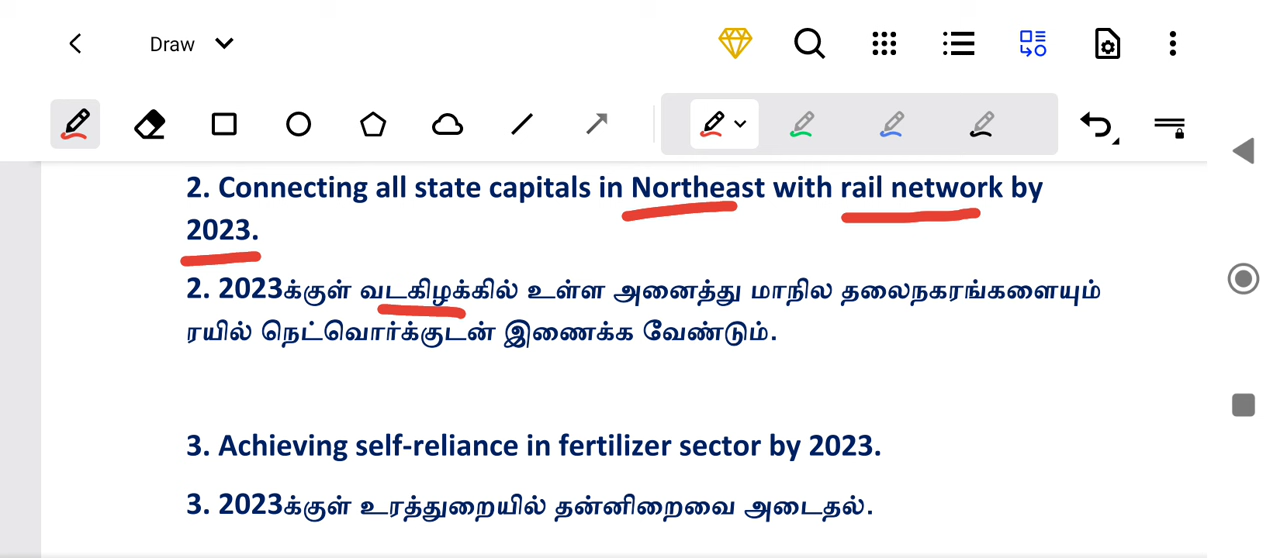 Draw
2. Connecting all state capitals in Northeast with rail network by
2023.
2. 2023க்குள் வடகிழக்கில் உள்ள அனைத்து மாநில தலைநகரங்களையும்
ரயில் நெட்வொர்க்குடன் இணைக்க வேண்டும்.
3. Achieving self-reliance in fertilizer sector by 2023.
3. 2023க்குள் உரத்துறையில் தன்னிறைவை அடைதல்.